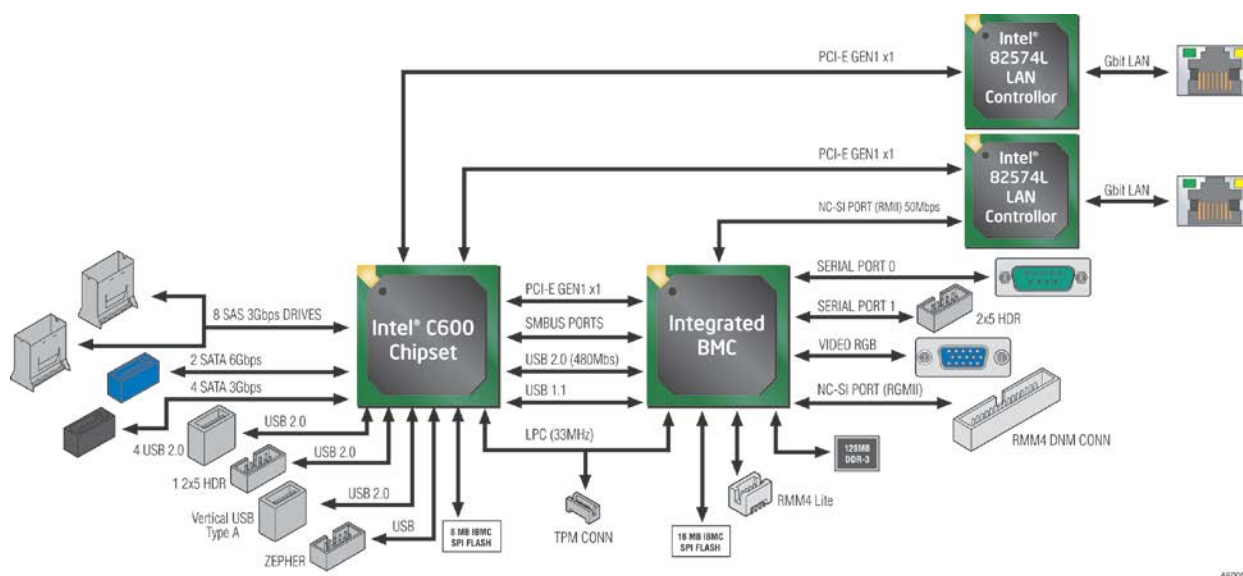 Intel®
82574L
LAN
Controllor
PCI-E GEN1 x1
Gbit LAN
Intel®
82574L
LAN
Controllor
PCI-E GEN1 x1
Gbit LAN
NC-SI PORT (RMII) 50Mbps
Intel® C600
Chipset
Integrated
BMC
PCI-E GEN1 x1
SMBUS PORTS
USB 2.0 (480Mbs)
USB 1.1
LPC (33MHz)
SERIAL PORT 0
SERIAL PORT 1
2x5 HDR
VIDEO RGB
NC-SI PORT (RGMII)
RMM4 DNM CONN
8 SAS 3Gbps DRIVES
2 SATA 6Gbps
4 SATA 3Gbps
USB 2.0
4 USB 2.0
USB 2.0
1 2x5 HDR
USB 2.0
Vertical USB
Type A
USB
ZEPHER
8 MB IBMC
SPI FLASH
TPM CONN
16 MB IBMC
SPI FLASH
RMM4 Lite
128MB
DDR-3